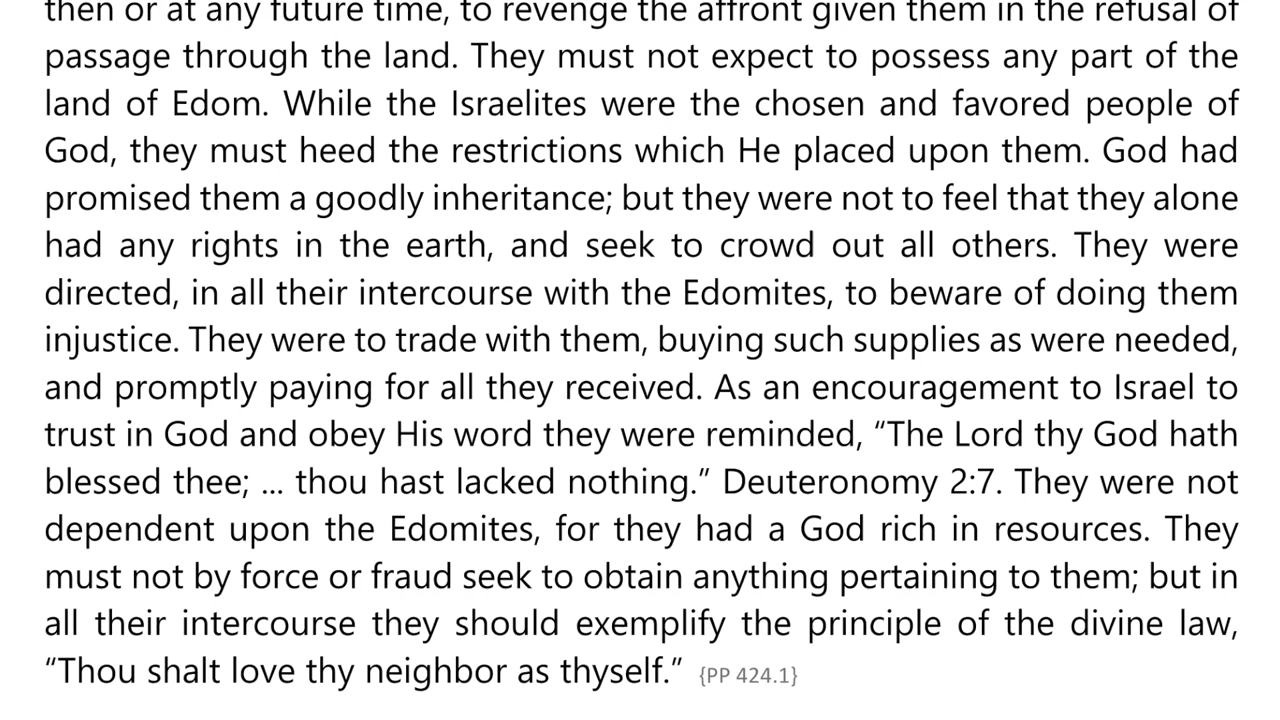 then or at any future time, to revenge the affront given them in the refusal of
passage through the land. They must not expect to possess any part of the
land of Edom. While the Israelites were the chosen and favored people of
God, they must heed the restrictions which He placed upon them. God had
promised them a goodly inheritance; but they were not to feel that they alone
had any rights in the earth, and seek to crowd out all others. They were
directed, in all their intercourse with the Edomites, to beware of doing them
injustice. They were to trade with them, buying such supplies as were needed,
and promptly paying for all they received. As an encouragement to Israel to
trust in God and obey His word they were reminded, “The Lord thy God hath
blessed thee; ... thou hast lacked nothing.” Deuteronomy 2:7. They were not
dependent upon the Edomites, for they had a God rich in resources. They
must not by force or fraud seek to obtain anything pertaining to them; but in
all their intercourse they should exemplify the principle of the divine law,
“Thou shalt love thy neighbor as thyself.” {PP 424.1}